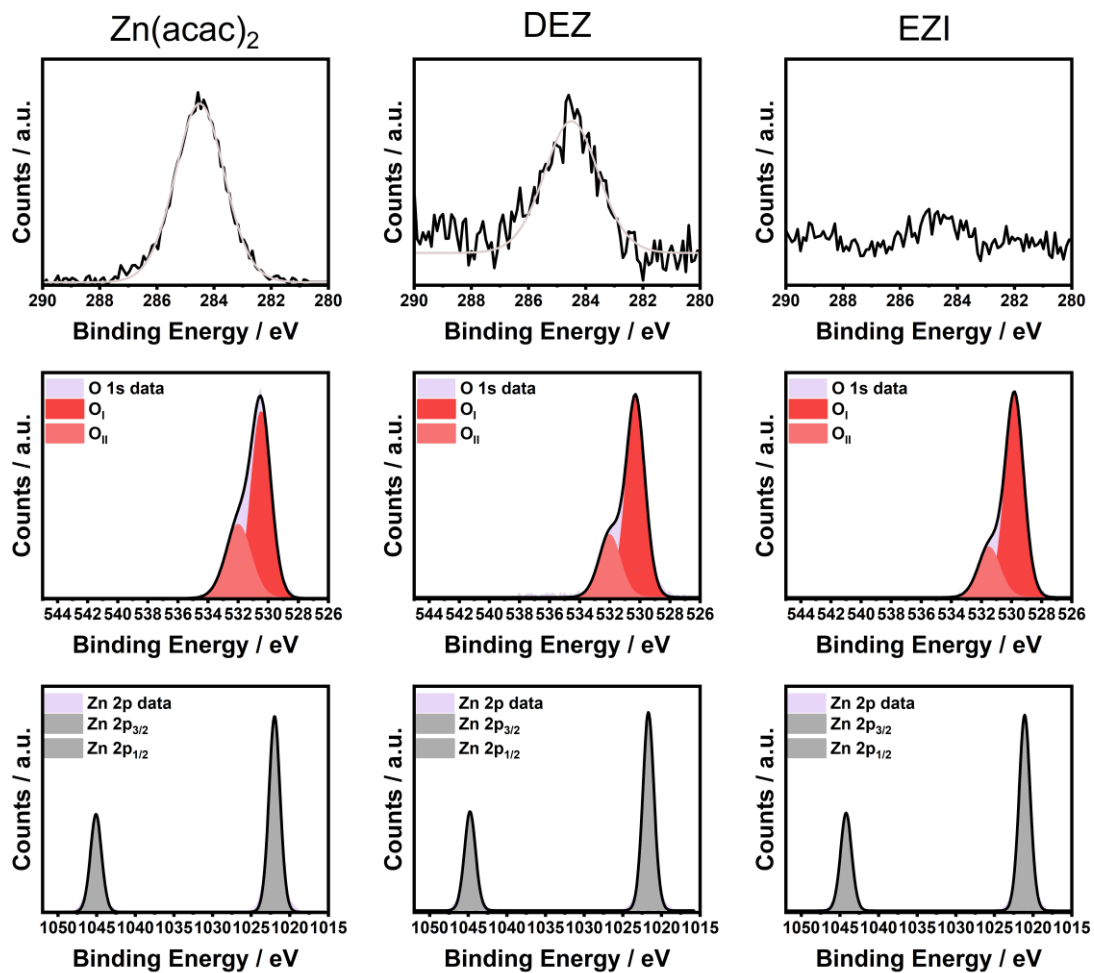 Zn(acac)₂ DEZ EZI
Counts / a.u. Counts / a.u. Counts / a.u.
290 288 286 284 282 280 290 288 286 284 282 280 290 288 286 284 282 280
Binding Energy / eV Binding Energy / eV Binding Energy / eV
Counts / a.u. Counts / a.u. Counts / a.u.
O 1s data O 1s data O 1s data
O_I O_I O_I
O_II O_II O_II
544 542 540 538 536 534 532 530 528 526 544 542 540 538 536 534 532 530 528 526 544 542 540 538 536 534 532 530 528 526
Binding Energy / eV Binding Energy / eV Binding Energy / eV
Counts / a.u. Counts / a.u. Counts / a.u.
Zn 2p data Zn 2p data Zn 2p data
Zn 2p₃/₂ Zn 2p₃/₂ Zn 2p₃/₂
Zn 2p₁/₂ Zn 2p₁/₂ Zn 2p₁/₂
1050 1045 1040 1035 1030 1025 1020 1015 1050 1045 1040 1035 1030 1025 1020 1015 1050 1045 1040 1035 1030 1025 1020 1015
Binding Energy / eV Binding Energy / eV Binding Energy / eV